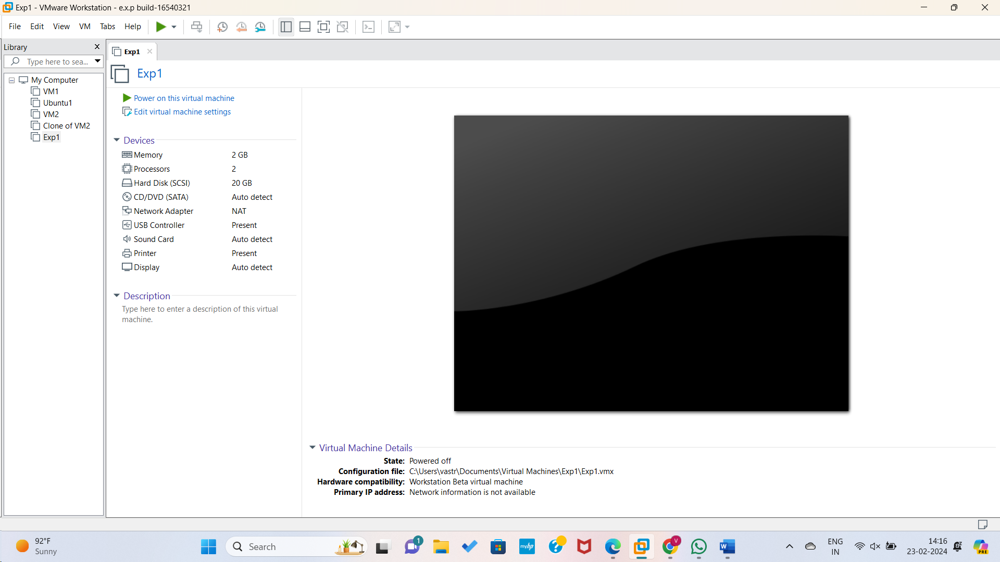 Exp1 - VMware Workstation - e.x.p build-16540321
File Edit View VM Tabs Help
Library
Type here to sea...
My Computer
VM1
Ubuntu1
VM2
Clone of VM2
Exp1
Exp1
Exp1
Power on this virtual machine
Edit virtual machine settings
Devices
Memory 2 GB
Processors 2
Hard Disk (SCSI) 20 GB
CD/DVD (SATA) Auto detect
Network Adapter NAT
USB Controller Present
Sound Card Auto detect
Printer Present
Display Auto detect
Description
Type here to enter a description of this virtual
machine.
Virtual Machine Details
State: Powered off
Configuration file: C:\Users\vastr\Documents\Virtual Machines\Exp1\Exp1.vmx
Hardware compatibility: Workstation Beta virtual machine
Primary IP address: Network information is not available
92°F
Sunny
Search
1
myhp
V
W
ENG
IN
14:16
23-02-2024
PRE